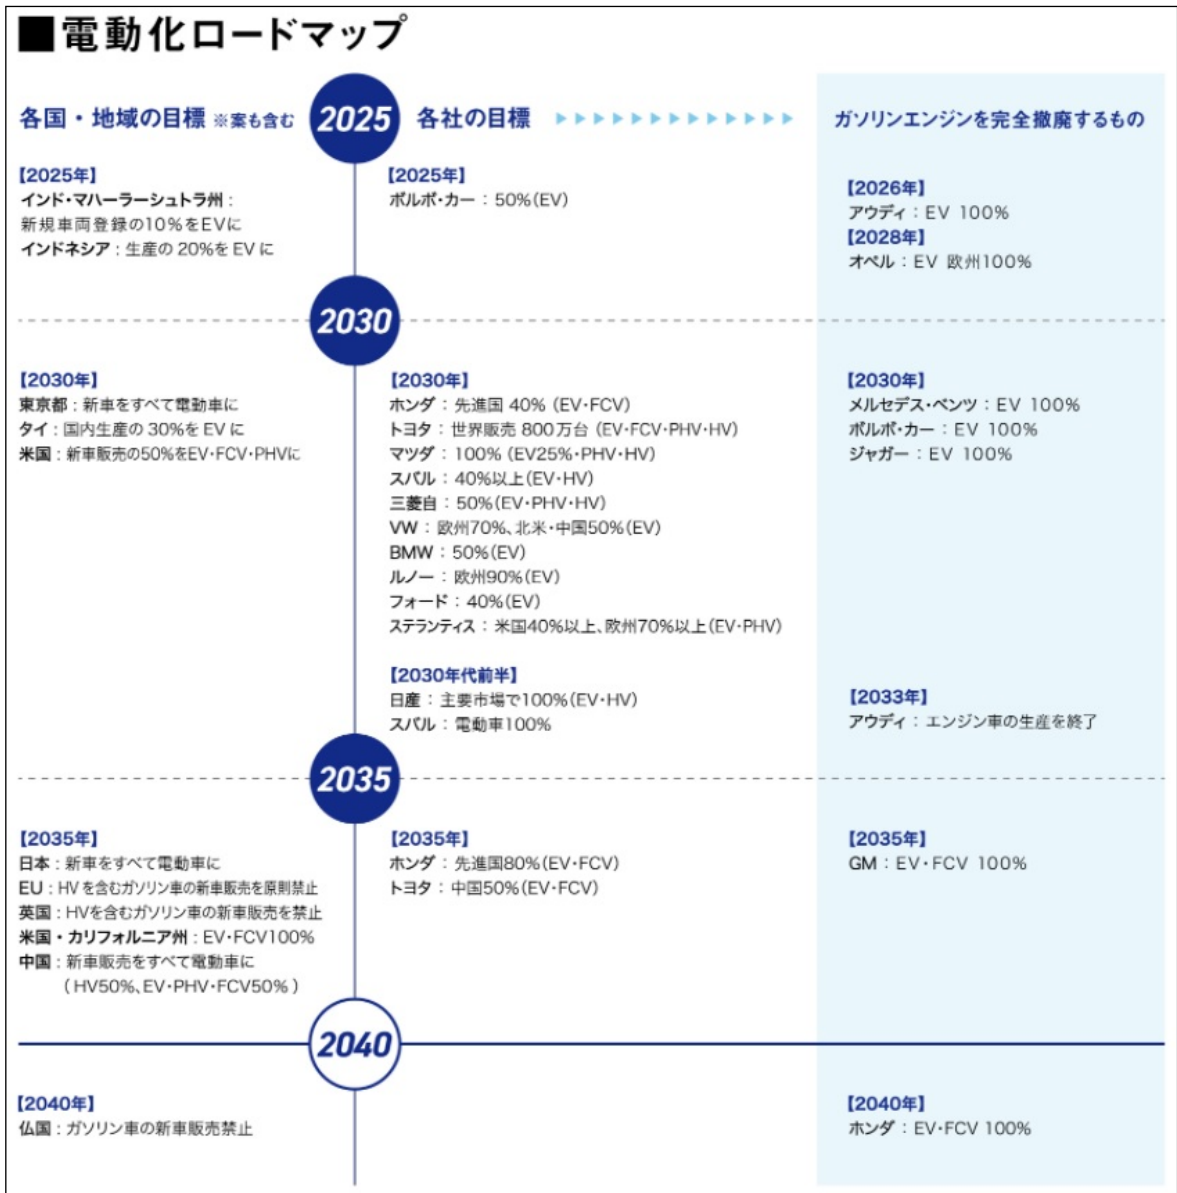 ■電動化ロードマップ
各国・地域の目標 ※案も含む
2025
各社の目標
ガソリンエンジンを完全撤廃するもの
【2025年】
インド・マハーラーシュトラ州：
新規車両登録の10%をEVに
インドネシア：生産の 20%を EV に
【2025年】
ボルボ・カー：50%(EV)
【2026年】
アウディ：EV 100%
【2028年】
オペル：EV 欧州100%
2030
【2030年】
東京都：新車をすべて電動車に
タイ：国内生産の 30%を EV に
米国：新車販売の50%をEV・FCV・PHVに
【2030年】
ホンダ：先進国 40% (EV・FCV)
トヨタ：世界販売 800万台 (EV・FCV・PHV・HV)
マツダ：100% (EV25%・PHV・HV)
スバル：40%以上(EV・HV)
三菱自：50%(EV・PHV・HV)
VW：欧州70%、北米・中国50%(EV)
BMW：50%(EV)
ルノー：欧州90%(EV)
フォード：40%(EV)
ステランティス：米国40%以上、欧州70%以上(EV・PHV)
【2030年代前半】
日産：主要市場で100%(EV・HV)
スバル：電動車100%
【2030年】
メルセデス・ベンツ：EV 100%
ボルボ・カー：EV 100%
ジャガー：EV 100%
【2033年】
アウディ：エンジン車の生産を終了
2035
【2035年】
日本：新車をすべて電動車に
EU：HV を含むガソリン車の新車販売を原則禁止
英国：HVを含むガソリン車の新車販売を禁止
米国・カリフォルニア州：EV・FCV100%
中国：新車販売をすべて電動車に
（HV50%、EV・PHV・FCV50%）
【2035年】
ホンダ：先進国80%(EV・FCV)
トヨタ：中国50%(EV・FCV)
【2035年】
GM：EV・FCV 100%
2040
【2040年】
仏国：ガソリン車の新車販売禁止
【2040年】
ホンダ：EV・FCV 100%